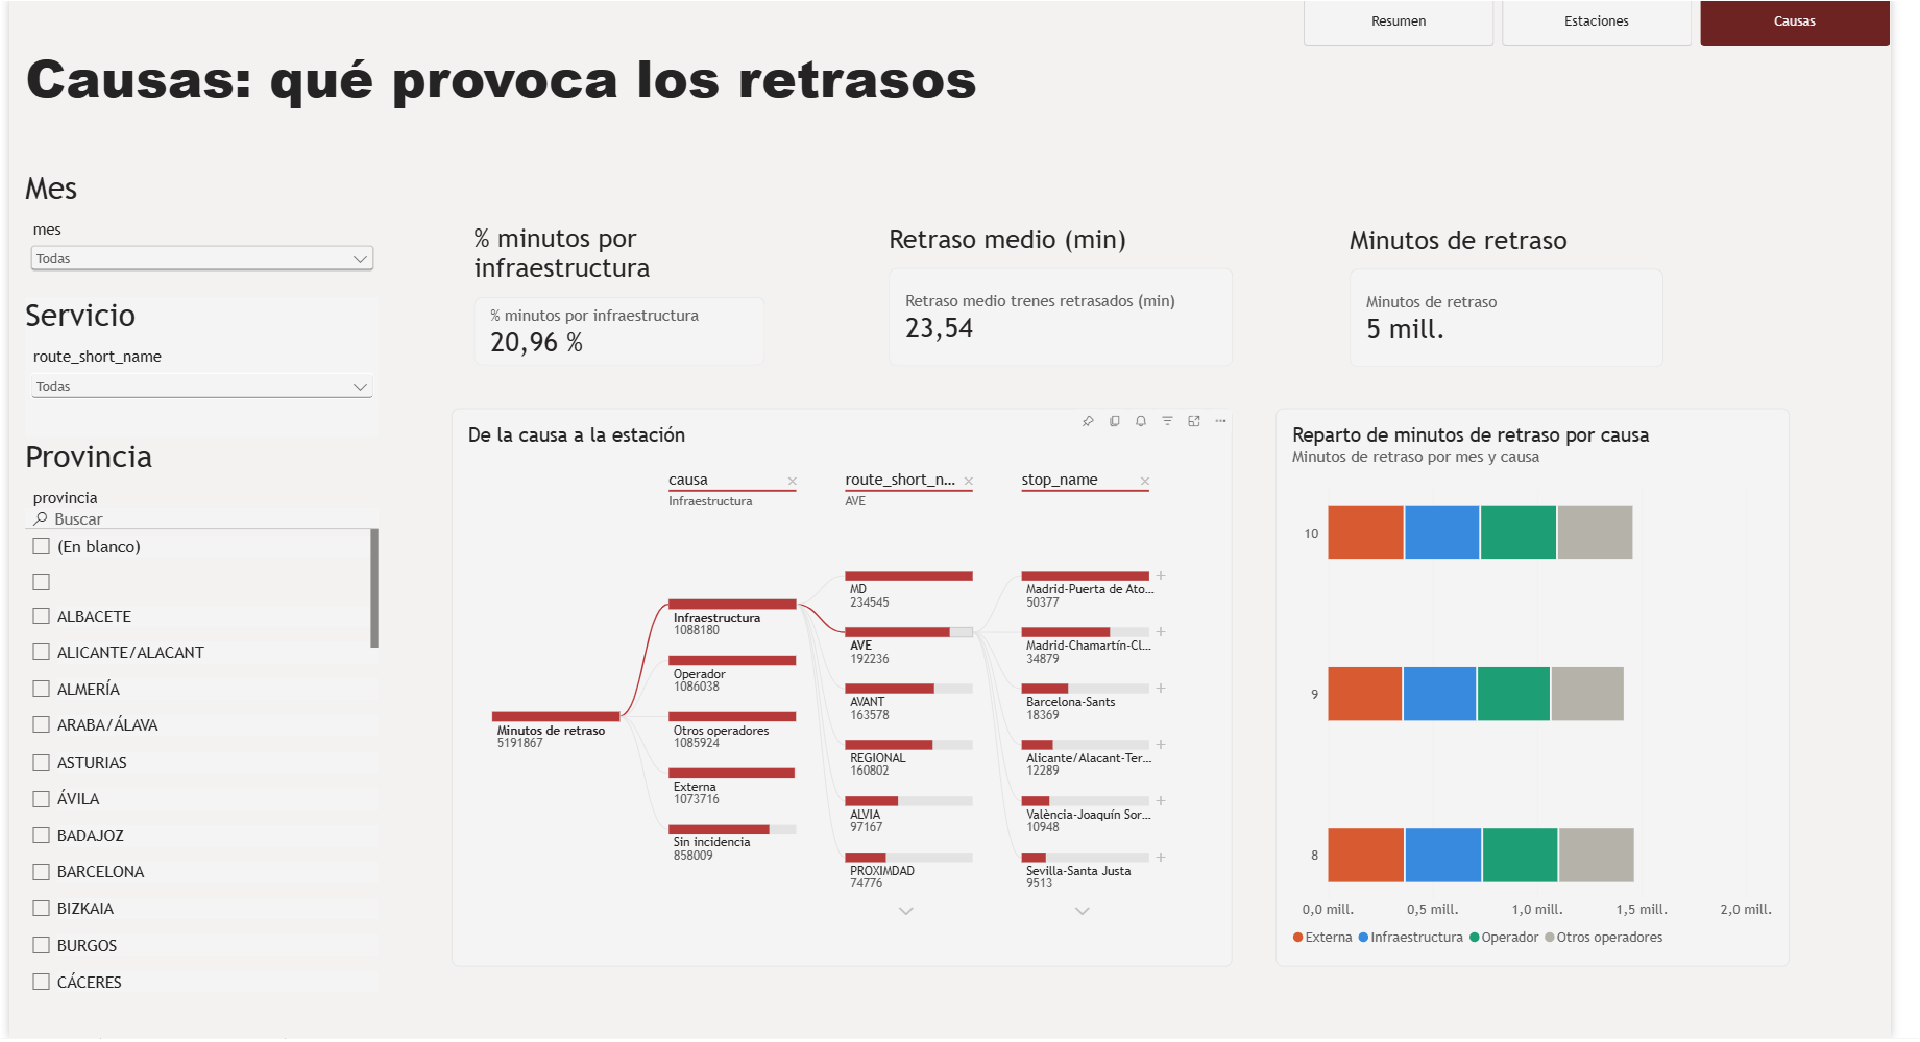 Resumen
Estaciones
Causas
Causas: qué provoca los retrasos
Mes
mes
Todas
Servicio
route_short_name
Todas
Provincia
provincia
Buscar
(En blanco)
ALBACETE
ALICANTE/ALACANT
ALMERÍA
ARABA/ÁLAVA
ASTURIAS
ÁVILA
BADAJOZ
BARCELONA
BIZKAIA
BURGOS
CÁCERES
% minutos por
infraestructura
% minutos por infraestructura
20,96 %
Retraso medio (min)
Retraso medio trenes retrasados (min)
23,54
Minutos de retraso
Minutos de retraso
5 mill.
De la causa a la estación
causa
Infraestructura
route_short_n...
AVE
stop_name
Minutos de retraso
5191867
Infraestructura
1088180
Operador
1086038
Otros operadores
1085924
Externa
1073716
Sin incidencia
858009
MD
234545
AVE
192236
AVANT
163578
REGIONAL
160802
ALVIA
97167
PROXIMDAD
74776
Madrid-Puerta de Ato...
50377
Madrid-Chamartín-Cl...
34879
Barcelona-Sants
18369
Alicante/Alacant-Ter...
12289
València-Joaquín Sor...
10948
Sevilla-Santa Justa
9513
Reparto de minutos de retraso por causa
Minutos de retraso por mes y causa
10
9
8
0,0 mill.
0,5 mill.
1,0 mill.
1,5 mill.
2,0 mill.
Externa
Infraestructura
Operador
Otros operadores